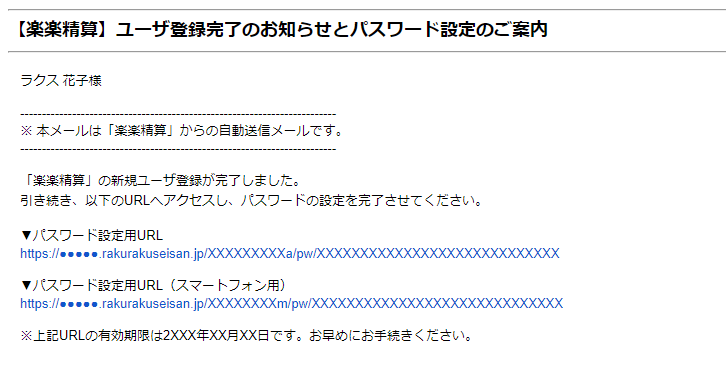 【楽楽精算】ユーザ登録完了のお知らせとパスワード設定のご案内
ラクス 花子様
------------------------------------------------------------------------
※ 本メールは「楽楽精算」からの自動送信メールです。
------------------------------------------------------------------------
「楽楽精算」の新規ユーザ登録が完了しました。
引き続き、以下のURLへアクセスし、パスワードの設定を完了させてください。
▼パスワード設定用URL
https://●●●●●.rakurakuseisan.jp/XXXXXXXXXa/pw/XXXXXXXXXXXXXXXXXXXXXXXXXXXX
▼パスワード設定用URL（スマートフォン用）
https://●●●●●.rakurakuseisan.jp/XXXXXXXXm/pw/XXXXXXXXXXXXXXXXXXXXXXXXXXXXX
※上記URLの有効期限は2XXX年XX月XX日です。お早めにお手続きください。